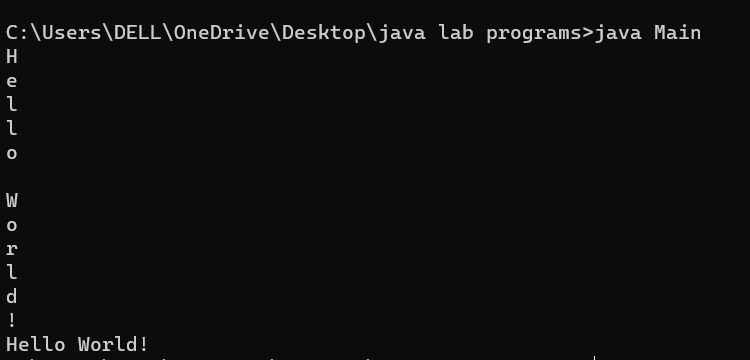 C:\Users\DELL\OneDrive\Desktop\java lab programs>java Main
H
e
l
l
o

W
o
r
l
d
!
Hello World!